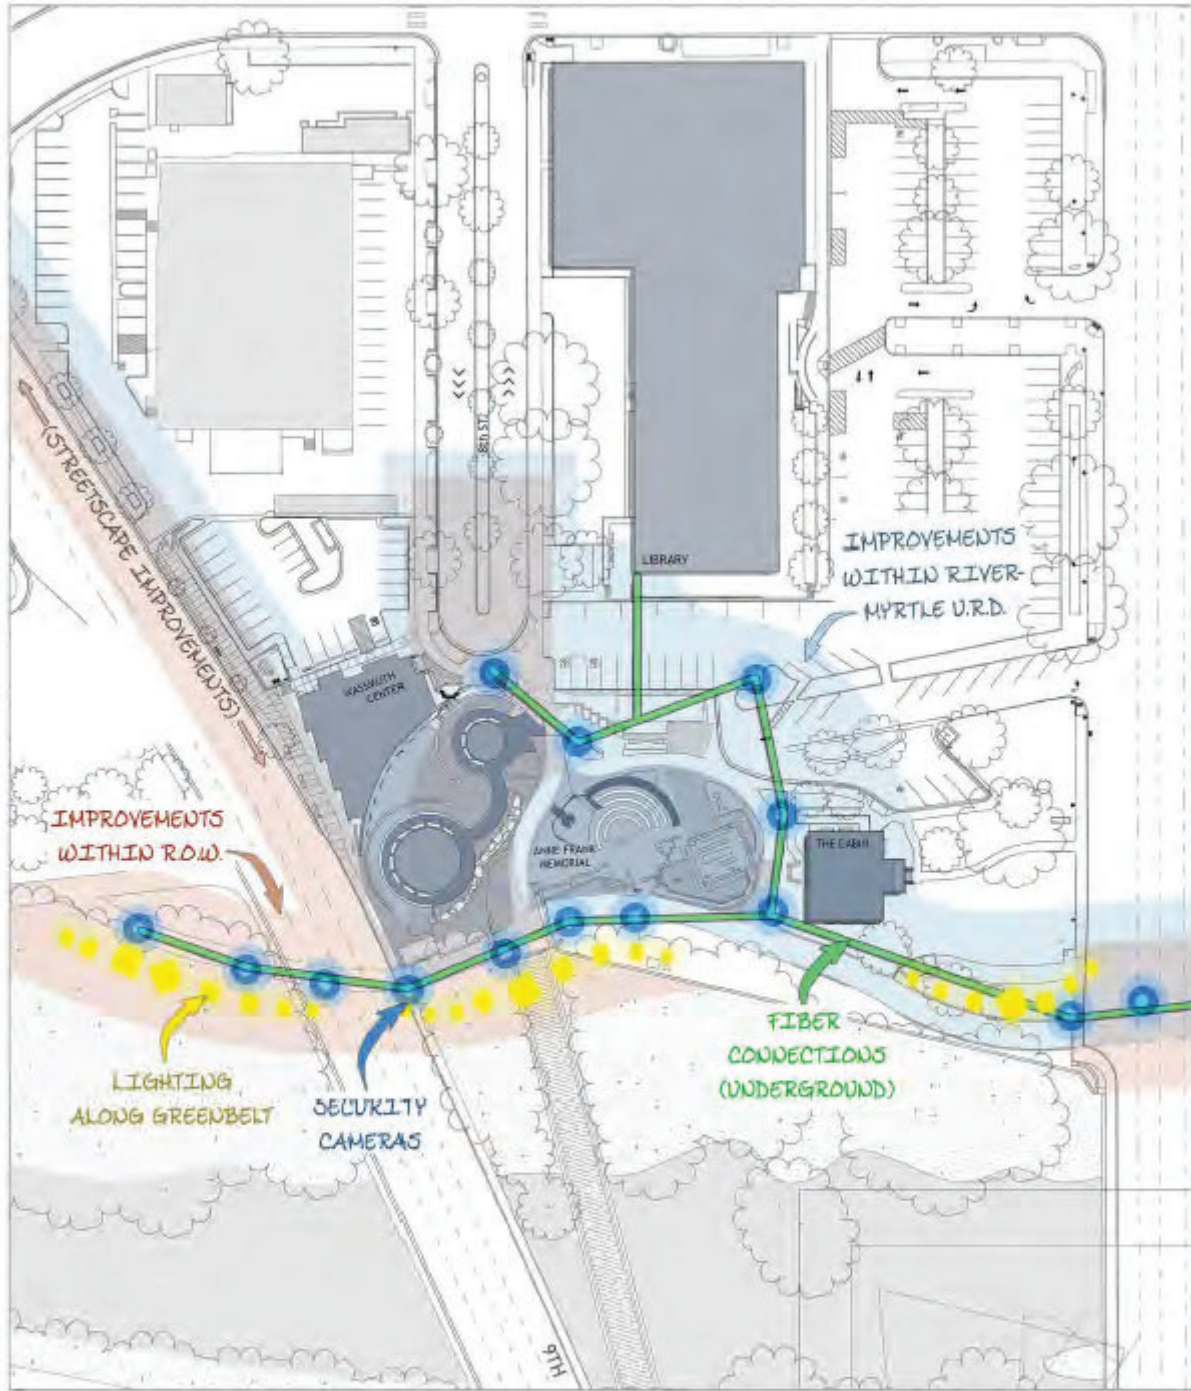 8th ST.
(STREETSCAPE IMPROVEMENTS)
LIBRARY
IMPROVEMENTS
WITHIN RIVER-
MYRTLE U.R.D.
WASSMUTH
CENTER
IMPROVEMENTS
WITHIN R.O.W.
ANNE FRANK
MEMORIAL
THE CABIN
FIBER
CONNECTIONS
(UNDERGROUND)
LIGHTING
ALONG GREENBELT
SECURITY
CAMERAS
9TH